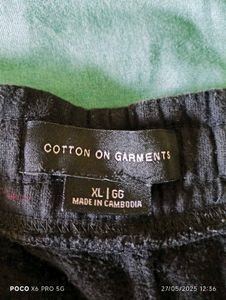 COTTON ON GARMENTS
XL | GG
MADE IN CAMBODIA
POCO X6 PRO 5G
27/05/2025 12:36